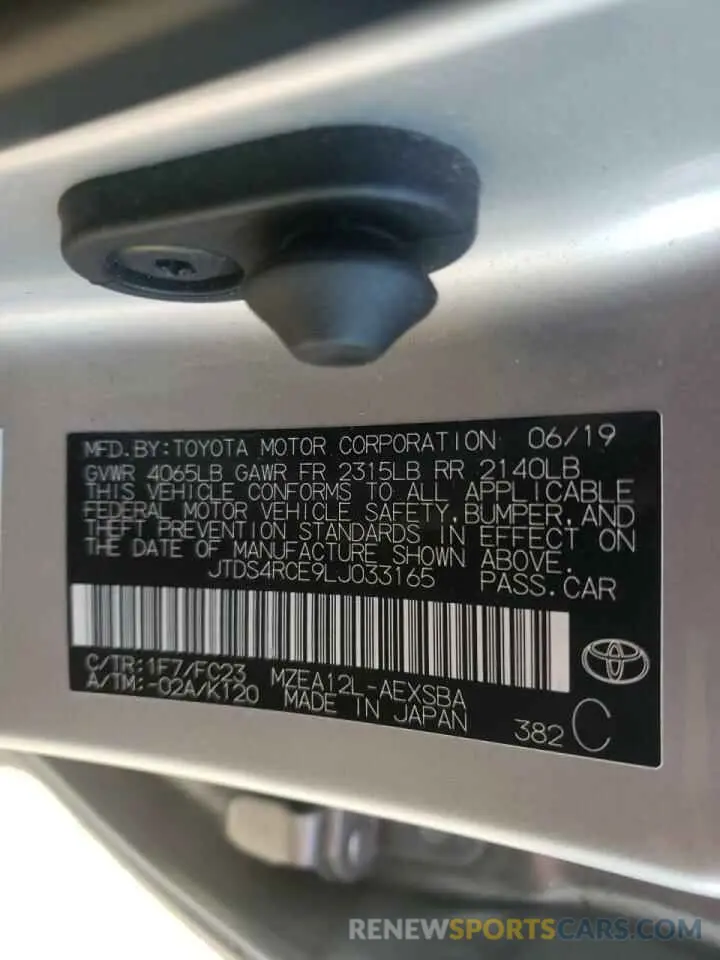 MFD.BY:TOYOTA MOTOR CORPORATION 06/19
GVWR 4065LB GAWR FR 2315LB RR 2140LB
THIS VEHICLE CONFORMS TO ALL APPLICABLE
FEDERAL MOTOR VEHICLE SAFETY,BUMPER,AND
THEFT PREVENTION STANDARDS IN EFFECT ON
THE DATE OF MANUFACTURE SHOWN ABOVE.
JTDS4RCE9LJ033165 PASS.CAR
C/TR:1F7/FC23 MZEA12L-AEXSBA
A/TM:-02A/K120 MADE IN JAPAN 382 C
RENEWSPORTSCARS.COM